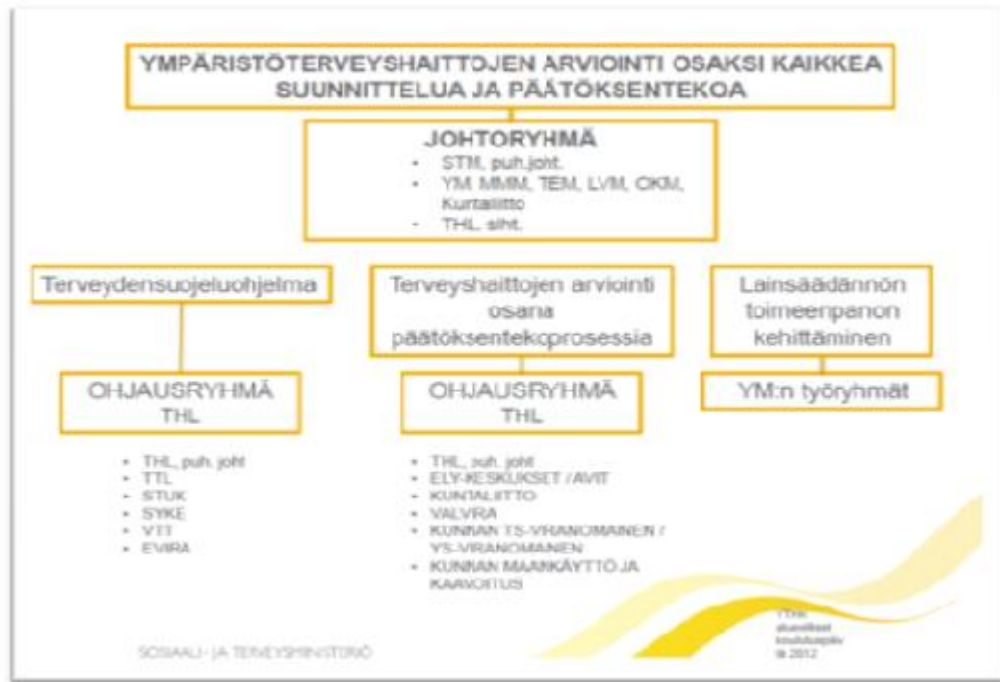 YMPÄRISTÖTERVEYSHAITTOJEN ARVIOINTI OSAKSI KAIKKEA
SUUNNITTELUA JA PÄÄTÖKSENTEKOA
JOHTORYHMÄ
• STM, puh.joht.
• YM, MMM, TEM, LVM, OKM,
Kuntaliitto
- THL, siht.
Terveydensuojeluohjelma
OHJAUSRYHMÄ
THL
• THL, puh. joht
• TTL
• STUK
• SYKE
• VTT
• EVIRA
Terveyshaittojen arviointi
osana
päätöksentekoprosessia
OHJAUSRYHMÄ
THL
• THL, puh. joht
• ELY-KESKUKSET / AVIT
• KUNTALIITTO
• VALVIRA
• KUNNAN TS-VIRANOMAINEN /
YS-VIRANOMAINEN
• KUNNAN MAANKÄYTTÖ JA
KAAVOITUS
Lainsäädännön
toimeenpanon
kehittäminen
YM:n työryhmät
SOSIAALI- JA TERVEYSMINISTERIÖ
alueelliset
2012